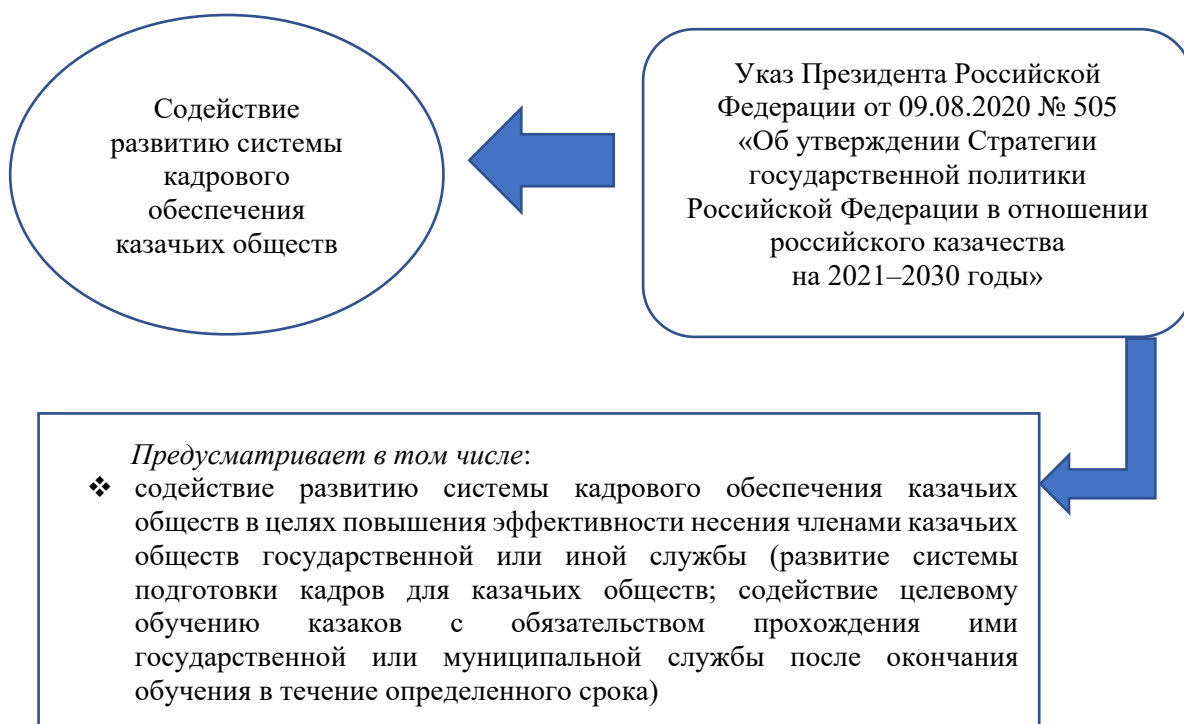 Содействие
развитию системы
кадрового
обеспечения
казачьих обществ
Указ Президента Российской
Федерации от 09.08.2020 № 505
«Об утверждении Стратегии
государственной политики
Российской Федерации в отношении
российского казачества
на 2021–2030 годы»
Предусматривает в том числе:
❖ содействие развитию системы кадрового обеспечения казачьих
обществ в целях повышения эффективности несения членами казачьих
обществ государственной или иной службы (развитие системы
подготовки кадров для казачьих обществ; содействие целевому
обучению казаков с обязательством прохождения ими
государственной или муниципальной службы после окончания
обучения в течение определенного срока)